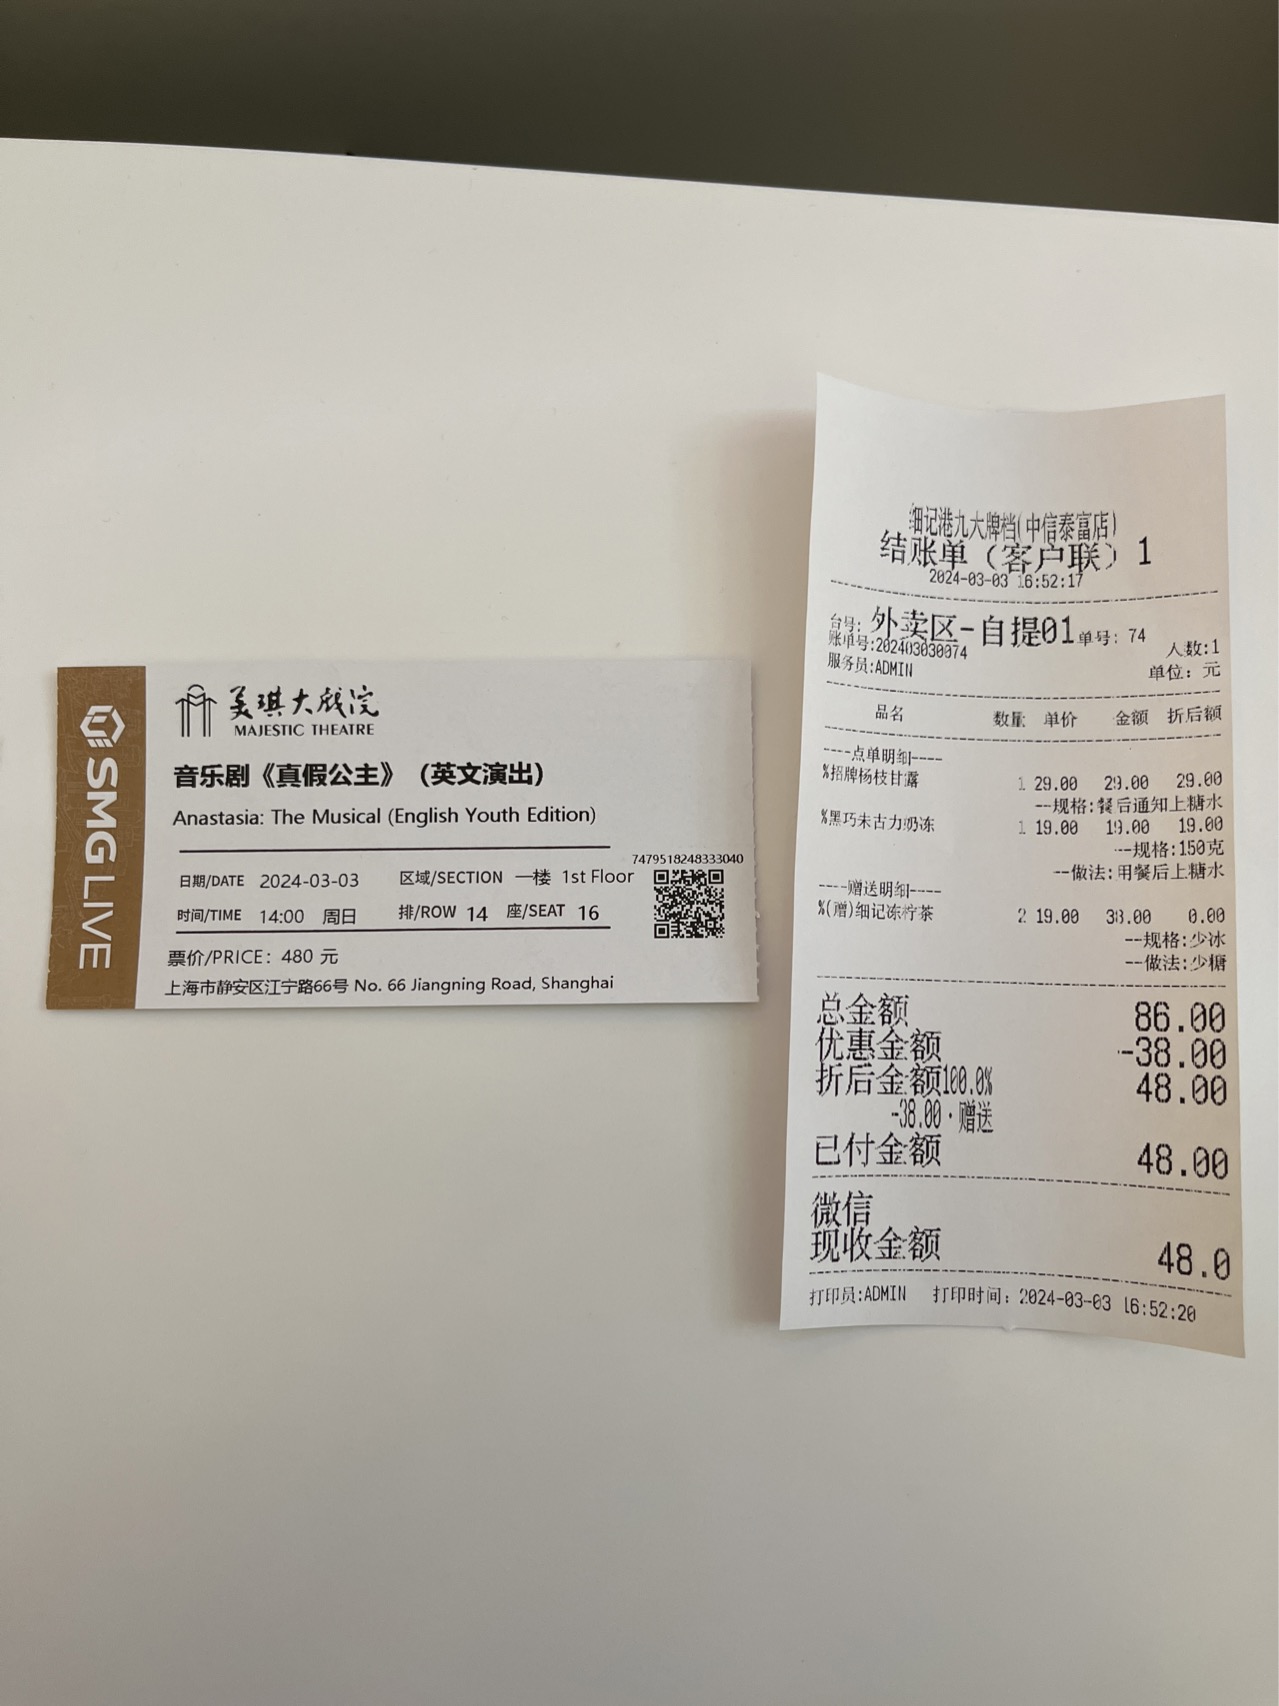 SMG LIVE
美琪大戏院
MAJESTIC THEATRE
音乐剧《真假公主》（英文演出）
Anastasia: The Musical (English Youth Edition)
7479518248333040
日期/DATE 2024-03-03 区域/SECTION 一楼 1st Floor
时间/TIME 14:00 周日 排/ROW 14 座/SEAT 16
票价/PRICE: 480 元
上海市静安区江宁路66号 No. 66 Jiangning Road, Shanghai
细记港九大牌档(中信泰富店)
结账单（客户联）1
2024-03-03 16:52:17
台号: 外卖区-自提01 单号: 74
账单号:202403030074 人数:1
服务员:ADMIN 单位: 元
品名 数量 单价 金额 折后额
----点单明细----
%招牌杨枝甘露 1 29.00 29.00 29.00
--规格:餐后通知上糖水
%黑巧朱古力奶冻 1 19.00 19.00 19.00
--规格:150克
--做法:用餐后上糖水
----赠送明细----
%(赠)细记冻柠茶 2 19.00 38.00 0.00
--规格:少冰
--做法:少糖
总金额 86.00
优惠金额 -38.00
折后金额100.0% 48.00
-38.00·赠送
已付金额 48.00
微信
现收金额 48.0
打印员:ADMIN 打印时间: 2024-03-03 16:52:20